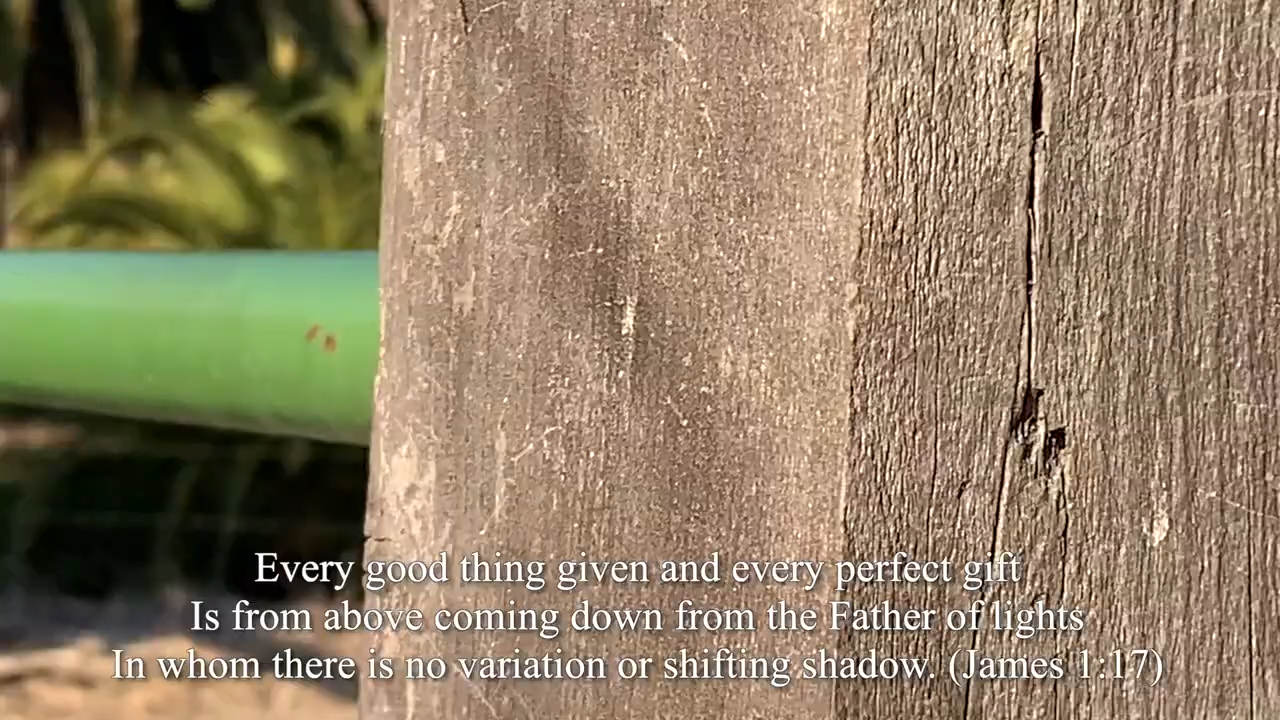 Every good thing given and every perfect gift
Is from above coming down from the Father of lights
In whom there is no variation or shifting shadow. (James 1:17)